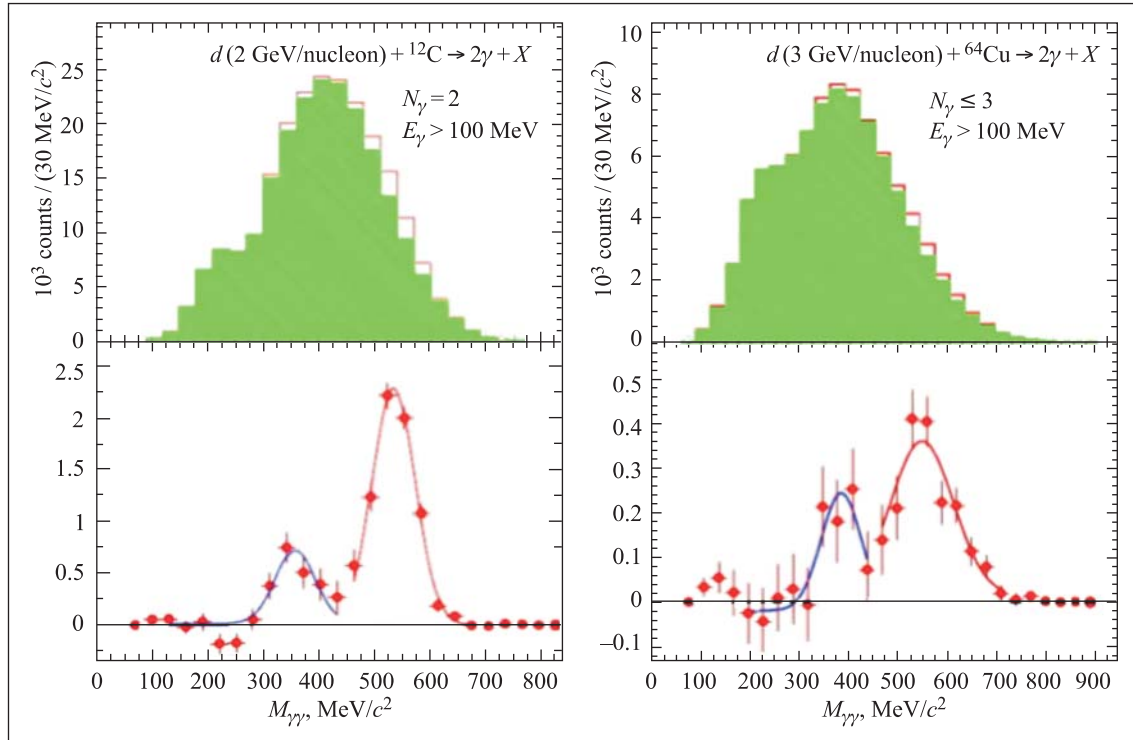 d (2 GeV/nucleon) + ¹²C → 2γ + X
N_γ = 2
E_γ > 100 MeV
10³ counts / (30 MeV/c²)
25
20
15
10
5
0
2.5
2
1.5
1
0.5
0
0 100 200 300 400 500 600 700 800
M_γγ, MeV/c²
d (3 GeV/nucleon) + ⁶⁴Cu → 2γ + X
N_γ ≤ 3
E_γ > 100 MeV
10³ counts / (30 MeV/c²)
10
8
6
4
2
0
0.5
0.4
0.3
0.2
0.1
0
–0.1
0 100 200 300 400 500 600 700 800 900
M_γγ, MeV/c²